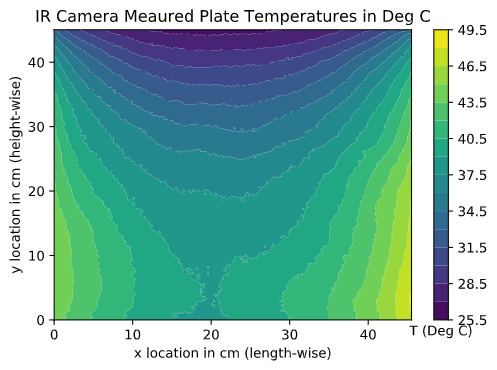 IR Camera Meaured Plate Temperatures in Deg C
49.5
46.5
43.5
40.5
37.5
34.5
31.5
28.5
25.5
T (Deg C)
y location in cm (height-wise)
40
30
20
10
0
0 10 20 30 40
x location in cm (length-wise)